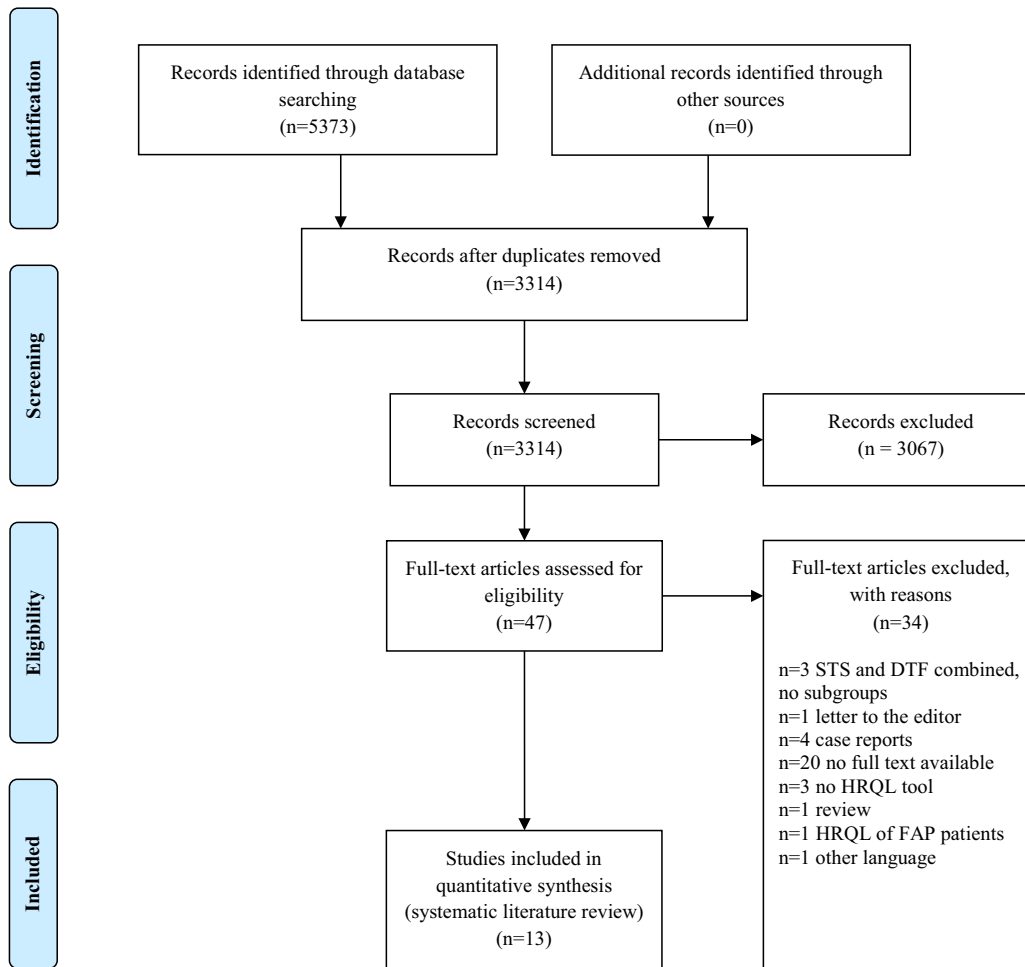 Identification
Records identified through database
searching
(n=5373)
Additional records identified through
other sources
(n=0)
Records after duplicates removed
(n=3314)
Screening
Records screened
(n=3314)
Records excluded
(n = 3067)
Eligibility
Full-text articles assessed for
eligibility
(n=47)
Full-text articles excluded,
with reasons
(n=34)
n=3 STS and DTF combined,
no subgroups
n=1 letter to the editor
n=4 case reports
n=20 no full text available
n=3 no HRQL tool
n=1 review
n=1 HRQL of FAP patients
n=1 other language
Included
Studies included in
quantitative synthesis
(systematic literature review)
(n=13)